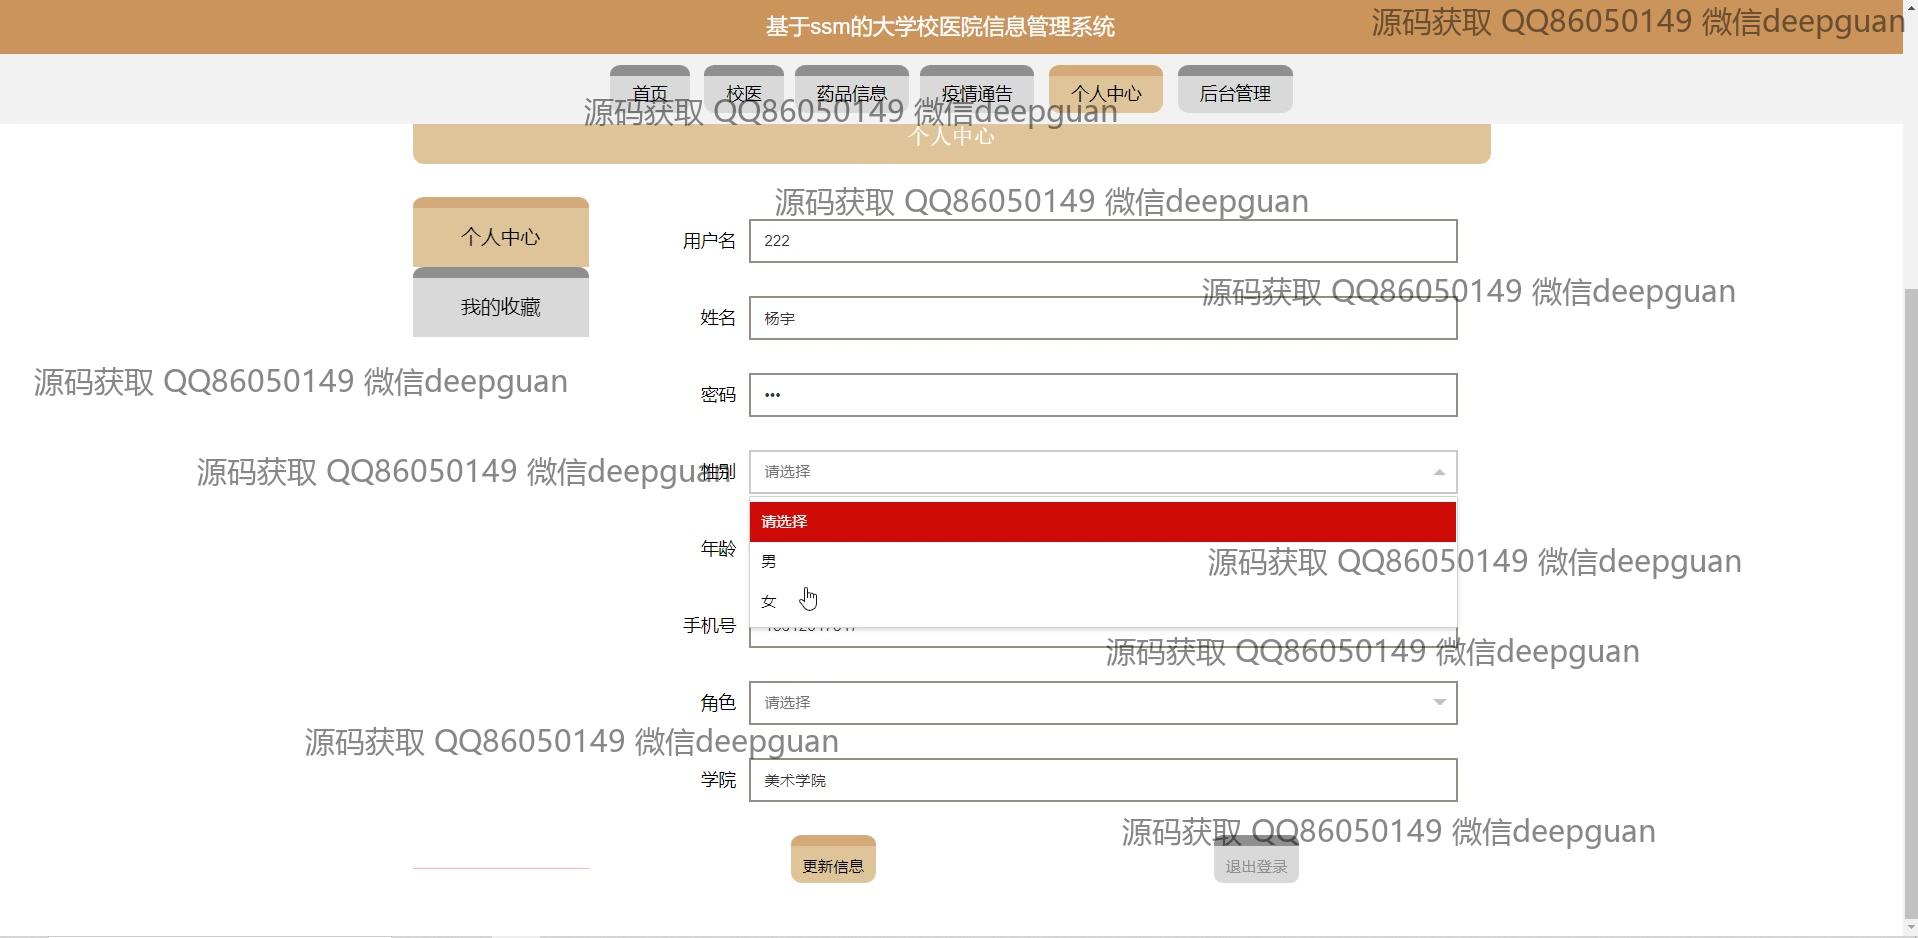 基于ssm的大学校医院信息管理系统
源码获取 QQ86050149 微信deepguan
首页 校医 药品信息 疫情通告 个人中心 后台管理
源码获取 QQ86050149 微信deepguan
个人中心
源码获取 QQ86050149 微信deepguan
个人中心
用户名 222
源码获取 QQ86050149 微信deepguan
我的收藏
姓名 杨宇
源码获取 QQ86050149 微信deepguan
密码 •••
源码获取 QQ86050149 微信deepguan
性别 请选择
请选择
年龄
男
源码获取 QQ86050149 微信deepguan
女
手机号
源码获取 QQ86050149 微信deepguan
角色 请选择
源码获取 QQ86050149 微信deepguan
学院 美术学院
源码获取 QQ86050149 微信deepguan
更新信息 退出登录